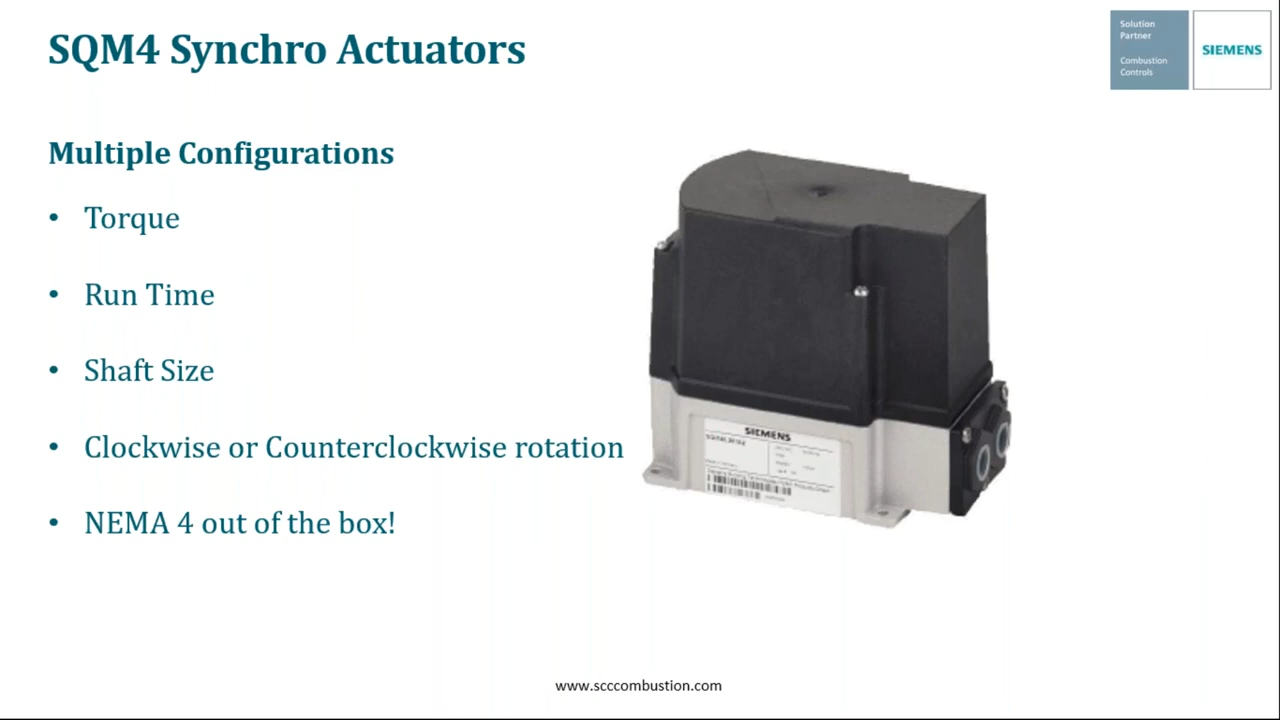 SQM4 Synchro Actuators
Solution
Partner
Combustion
Controls
SIEMENS
Multiple Configurations
• Torque
• Run Time
• Shaft Size
• Clockwise or Counterclockwise rotation
• NEMA 4 out of the box!
SIEMENS
www.scccombustion.com